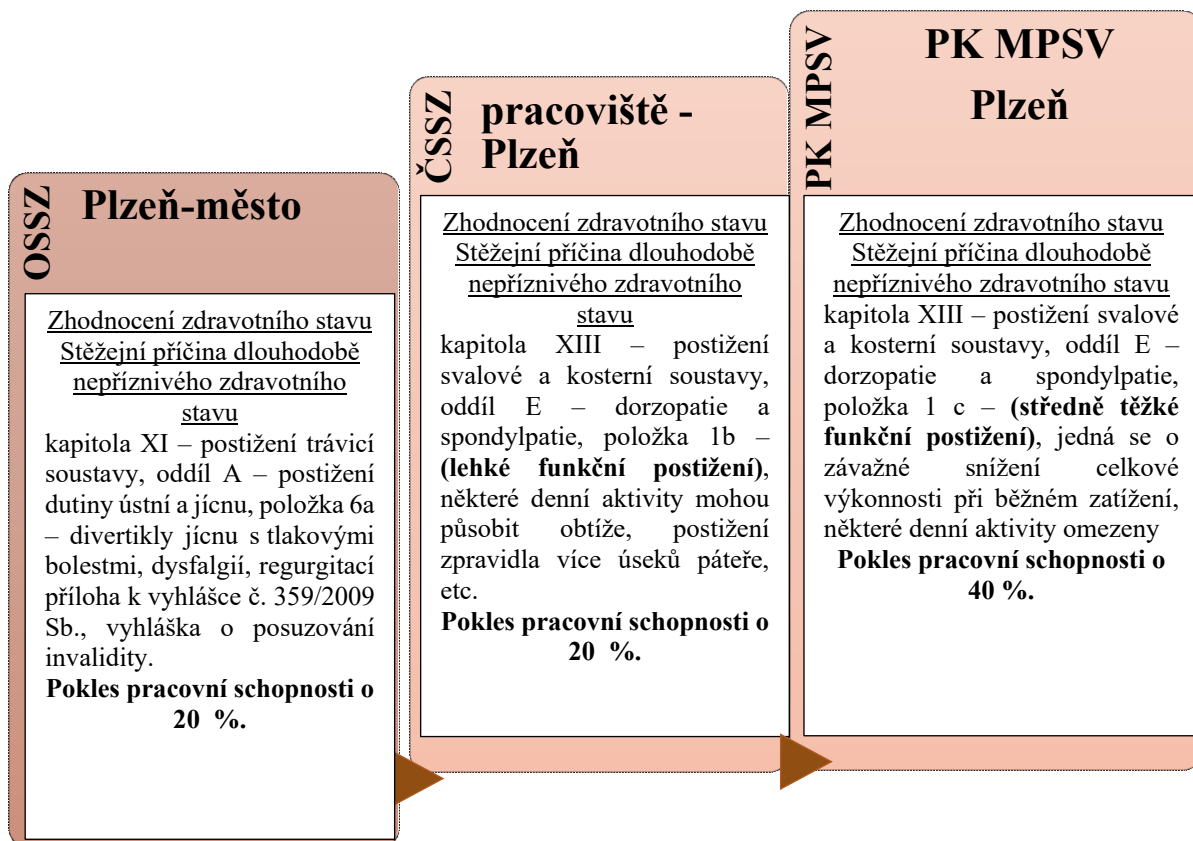 OSSZ
Plzeň-město
Zhodnocení zdravotního stavu
Stěžejní příčina dlouhodobě
nepříznivého zdravotního
stavu
kapitola XI – postižení trávicí
soustavy, oddíl A – postižení
dutiny ústní a jícnu, položka 6a
– divertikly jícnu s tlakovými
bolestmi, dysfalgií, regurgitací
příloha k vyhlášce č. 359/2009
Sb., vyhláška o posuzování
invalidity.
Pokles pracovní schopnosti o
20 %.
ČSSZ
pracoviště -
Plzeň
Zhodnocení zdravotního stavu
Stěžejní příčina dlouhodobě
nepříznivého zdravotního
stavu
kapitola XIII – postižení
svalové a kosterní soustavy,
oddíl E – dorzopatie a
spondylpatie, položka 1b –
(lehké funkční postižení),
některé denní aktivity mohou
působit obtíže, postižení
zpravidla více úseků páteře,
etc.
Pokles pracovní schopnosti o
20 %.
PK MPSV
PK MPSV
Plzeň
Zhodnocení zdravotního stavu
Stěžejní příčina dlouhodobě
nepříznivého zdravotního stavu
kapitola XIII – postižení svalové
a kosterní soustavy, oddíl E –
dorzopatie a spondylpatie,
položka 1 c – (středně těžké
funkční postižení), jedná se o
závažné snížení celkové
výkonnosti při běžném zatížení,
některé denní aktivity omezeny
Pokles pracovní schopnosti o
40 %.